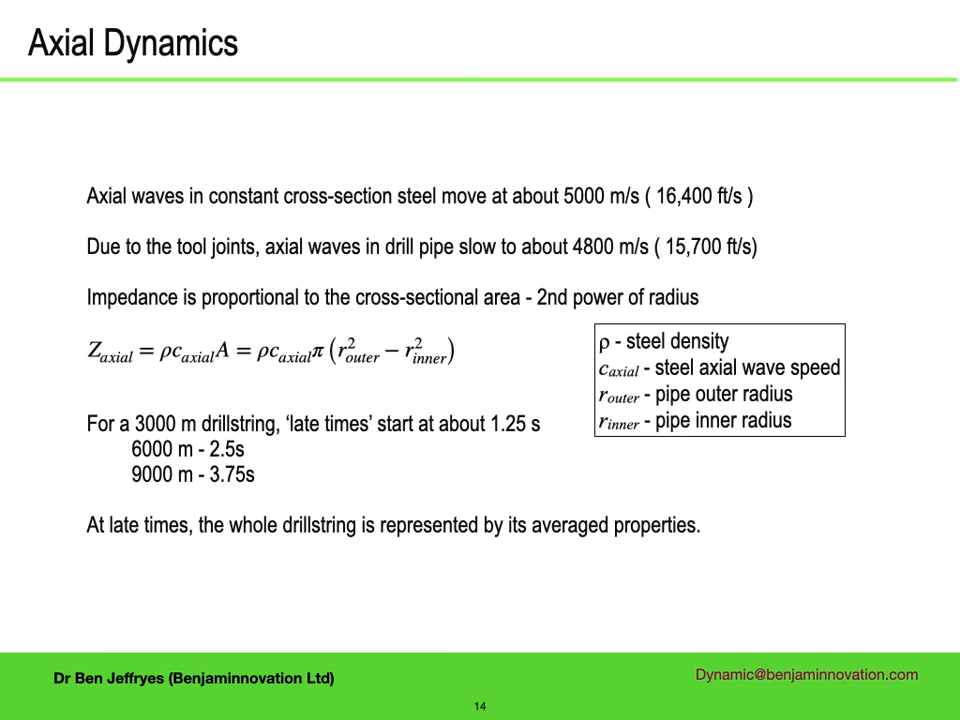 Axial Dynamics
Axial waves in constant cross-section steel move at about 5000 m/s ( 16,400 ft/s )
Due to the tool joints, axial waves in drill pipe slow to about 4800 m/s ( 15,700 ft/s)
Impedance is proportional to the cross-sectional area - 2nd power of radius
Z_axial = ρc_axial A = ρc_axial π (r²_outer − r²_inner)
ρ - steel density
c_axial - steel axial wave speed
r_outer - pipe outer radius
r_inner - pipe inner radius
For a 3000 m drillstring, ‘late times’ start at about 1.25 s
6000 m - 2.5s
9000 m - 3.75s
At late times, the whole drillstring is represented by its averaged properties.
Dr Ben Jeffryes (Benjaminnovation Ltd)
Dynamic@benjaminnovation.com
14